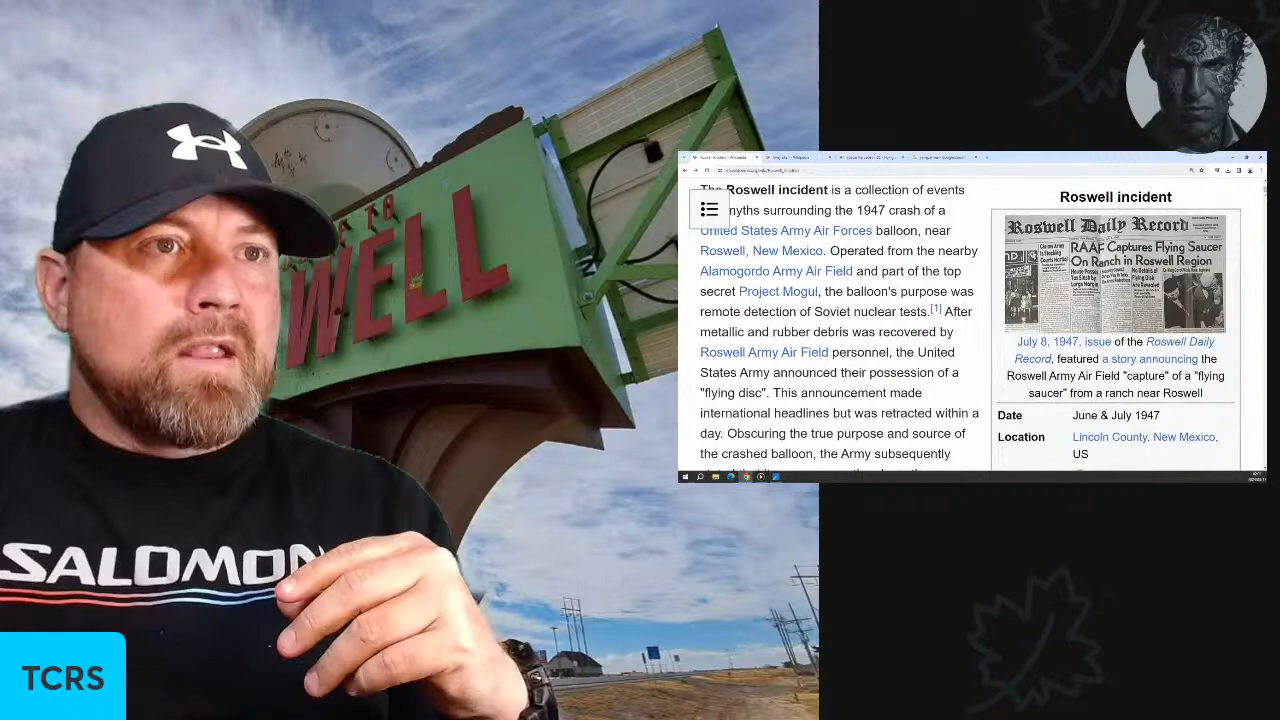 TO
WELL
SALOMON
TCRS
The Roswell incident is a collection of events
myths surrounding the 1947 crash of a
United States Army Air Forces balloon, near
Roswell, New Mexico. Operated from the nearby
Alamogordo Army Air Field and part of the top
secret Project Mogul, the balloon's purpose was
remote detection of Soviet nuclear tests.[1] After
metallic and rubber debris was recovered by
Roswell Army Air Field personnel, the United
States Army announced their possession of a
"flying disc". This announcement made
international headlines but was retracted within a
day. Obscuring the true purpose and source of
the crashed balloon, the Army subsequently
Roswell incident
Roswell Daily Record
RAAF Captures Flying Saucer
On Ranch in Roswell Region
July 8, 1947, issue of the Roswell Daily
Record, featured a story announcing the
Roswell Army Air Field "capture" of a "flying
saucer" from a ranch near Roswell
Date June & July 1947
Location Lincoln County, New Mexico,
US